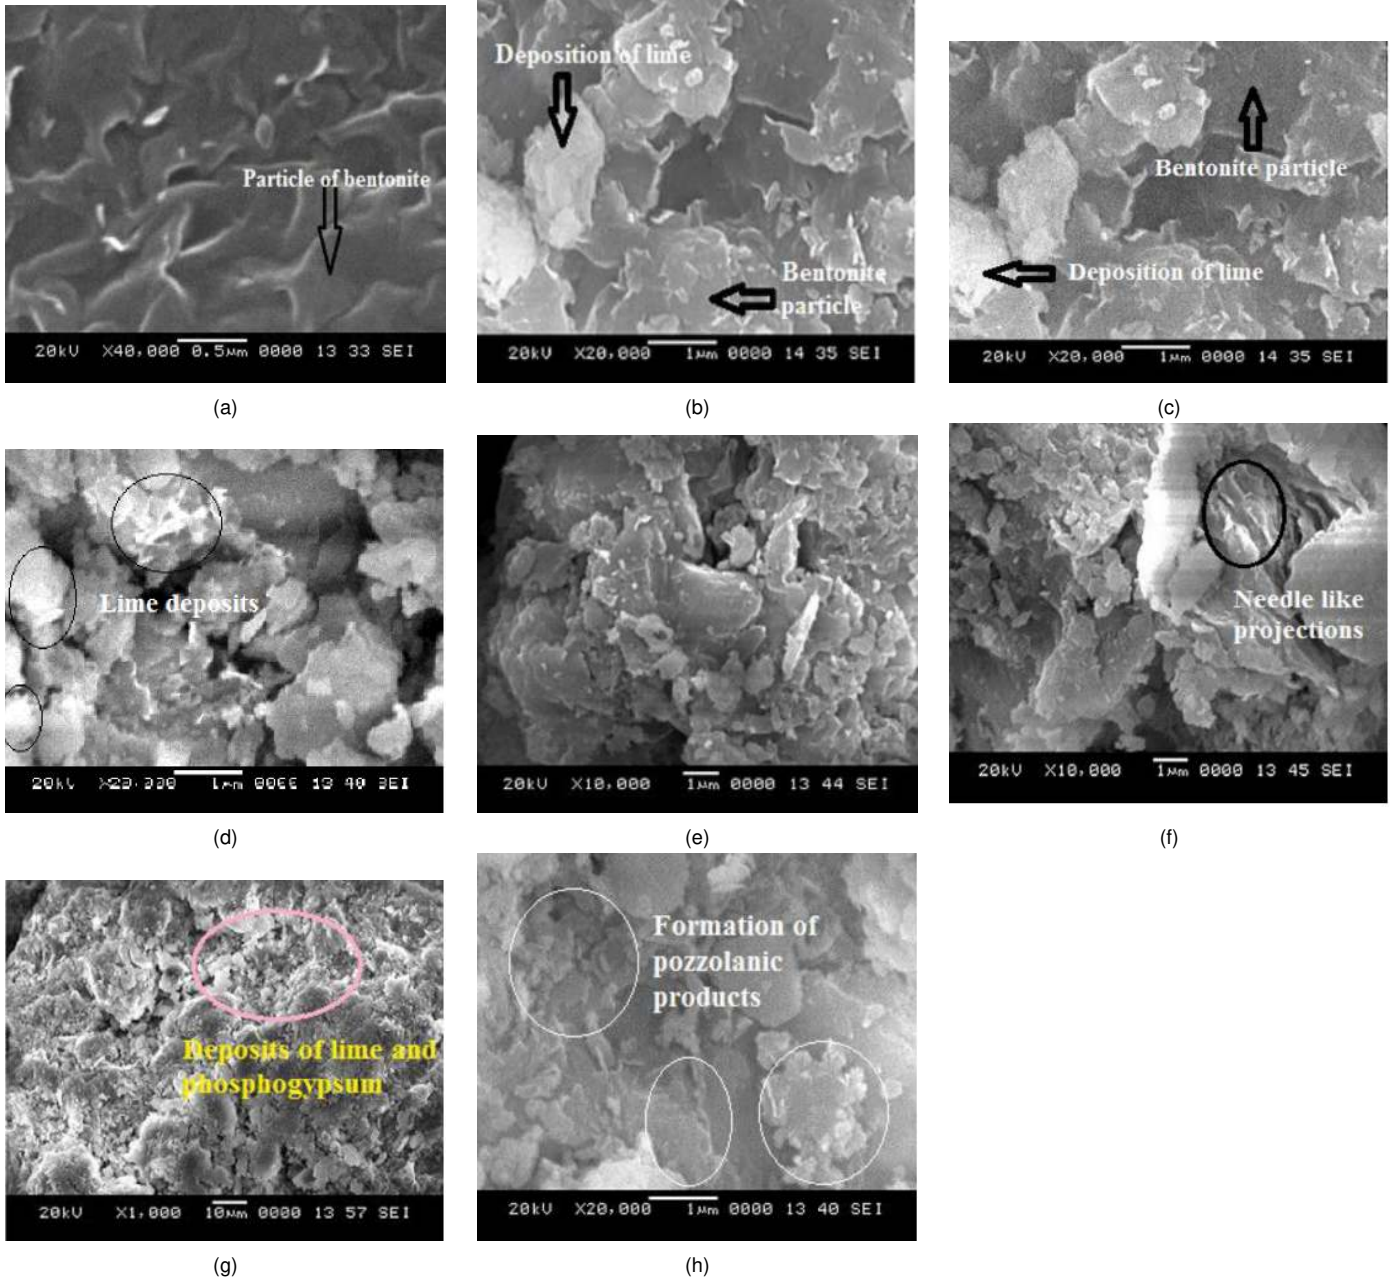 Particle of bentonite
20kV X40,000 0.5μm 0000 13 33 SEI
(a)
Deposition of lime
Bentonite
particle
20kV X20,000 1μm 0000 14 35 SEI
(b)
Bentonite particle
Deposition of lime
20kV X20,000 1μm 0000 14 35 SEI
(c)
Lime deposits
20kV X20,000 1μm 13 40 SEI
(d)
20kV X10,000 1μm 0000 13 44 SEI
(e)
Needle like
projections
20kV X10,000 1μm 0000 13 45 SEI
(f)
Deposits of lime and
phosphogypsum
20kV X1,000 10μm 0000 13 57 SEI
(g)
Formation of
pozzolanic
products
20kV X20,000 1μm 0000 13 40 SEI
(h)